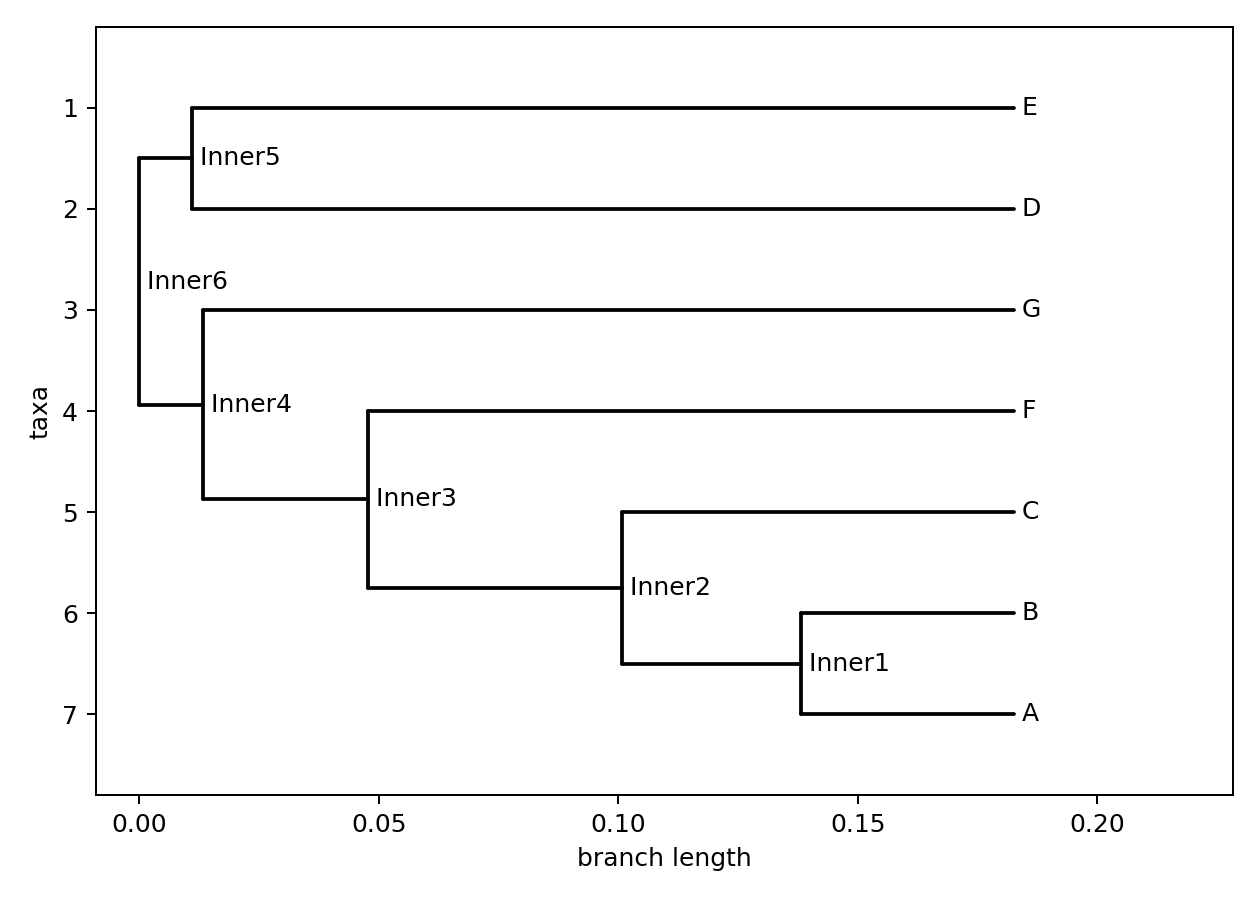 1
E
Inner5
2
D
Inner6
3
G
Inner4
4
F
taxa
Inner3
5
C
Inner2
6
B
Inner1
7
A
0.00 0.05 0.10 0.15 0.20
branch length